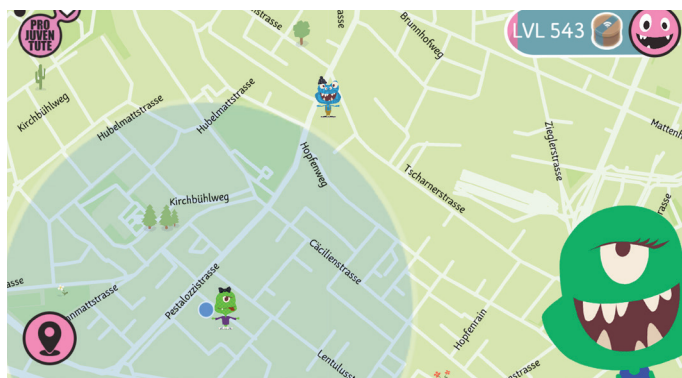 PRO
JUVEN
TUTE
LVL 543
Brunnhofweg
Kirchbühlweg
Hubelmattstrasse
Hubelmattstrasse
Zieglerstrasse
Hopfenweg
Tscharnerstrasse
Kirchbühlweg
Cäcilienstrasse
Pestalozzistrasse
Hopfenrain